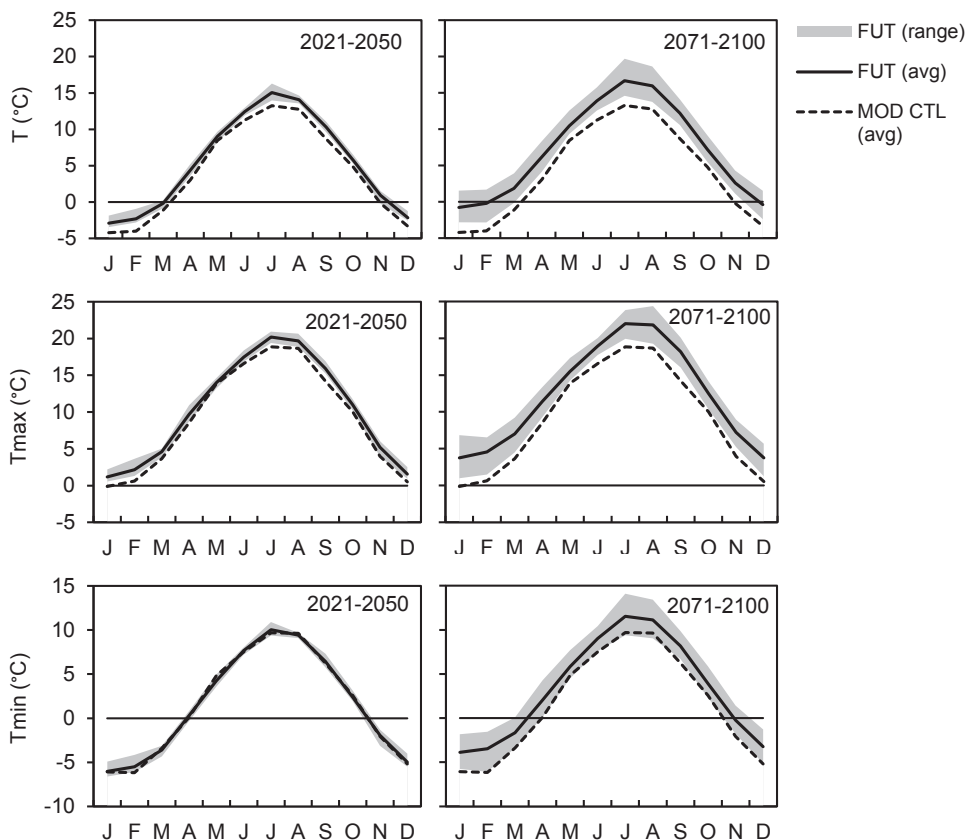 25
20
15
10
5
0
-5
T (°C)
2021-2050
J F M A M J J A S O N D
2071-2100
J F M A M J J A S O N D
FUT (range)
FUT (avg)
MOD CTL
(avg)
25
20
15
10
5
0
-5
Tmax (°C)
2021-2050
J F M A M J J A S O N D
2071-2100
J F M A M J J A S O N D
15
10
5
0
-5
-10
Tmin (°C)
2021-2050
J F M A M J J A S O N D
2071-2100
J F M A M J J A S O N D